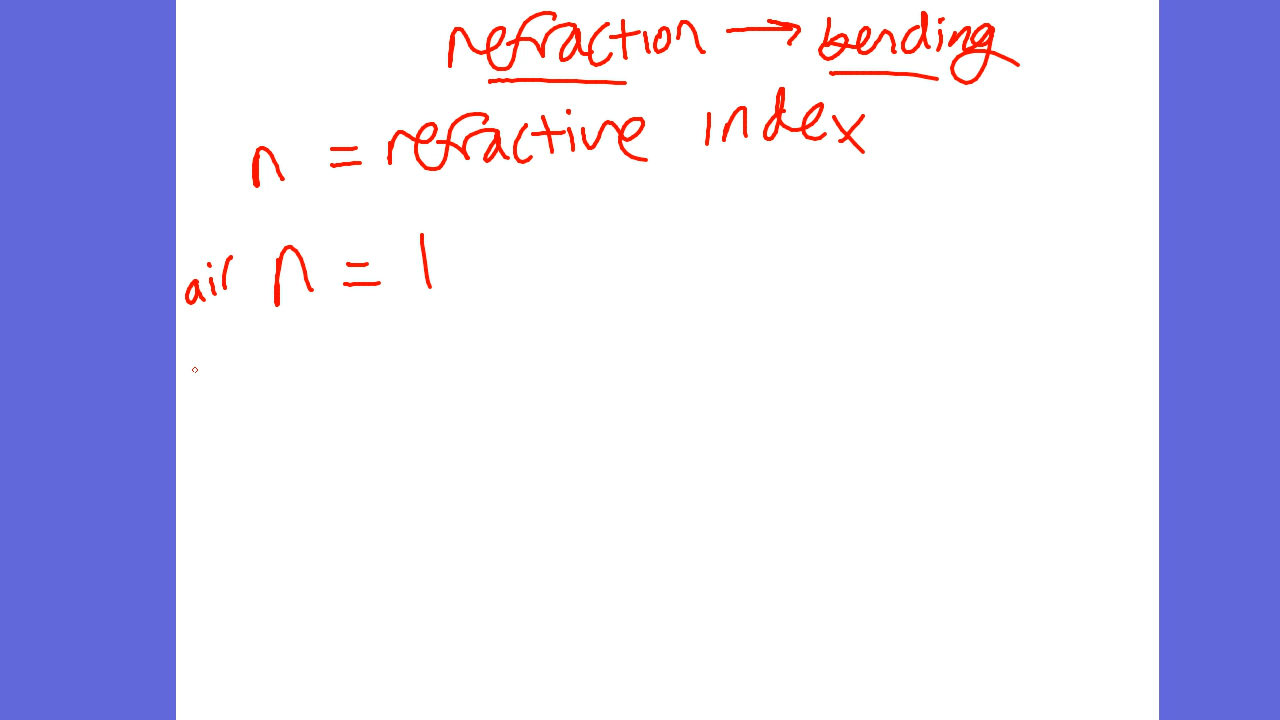 refraction → bending
n = refractive index
air n = 1